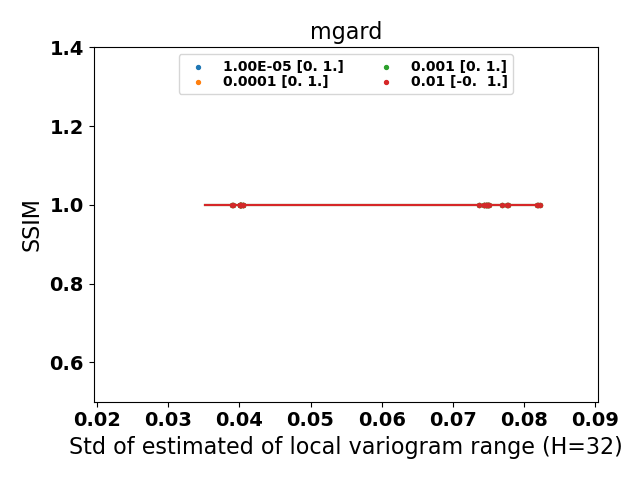 mgard
1.00E-05 [0. 1.]
0.0001 [0. 1.]
0.001 [0. 1.]
0.01 [-0.  1.]
1.4
1.2
1.0
0.8
0.6
SSIM
0.02 0.03 0.04 0.05 0.06 0.07 0.08 0.09
Std of estimated of local variogram range (H=32)